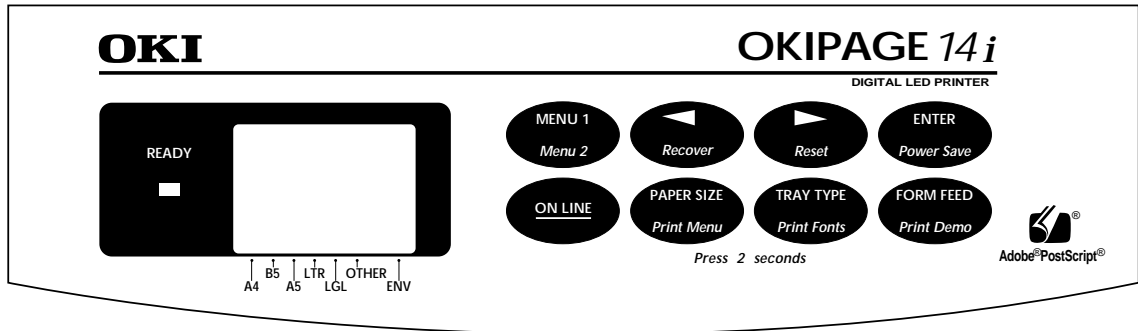 OKI
OKIPAGE 14i
DIGITAL LED PRINTER
READY
MENU 1
Menu 2
Recover
Reset
ENTER
Power Save
ON LINE
PAPER SIZE
Print Menu
TRAY TYPE
Print Fonts
FORM FEED
Print Demo
Press 2 seconds
A4 B5 A5 LTR LGL OTHER ENV
®
Adobe®PostScript®